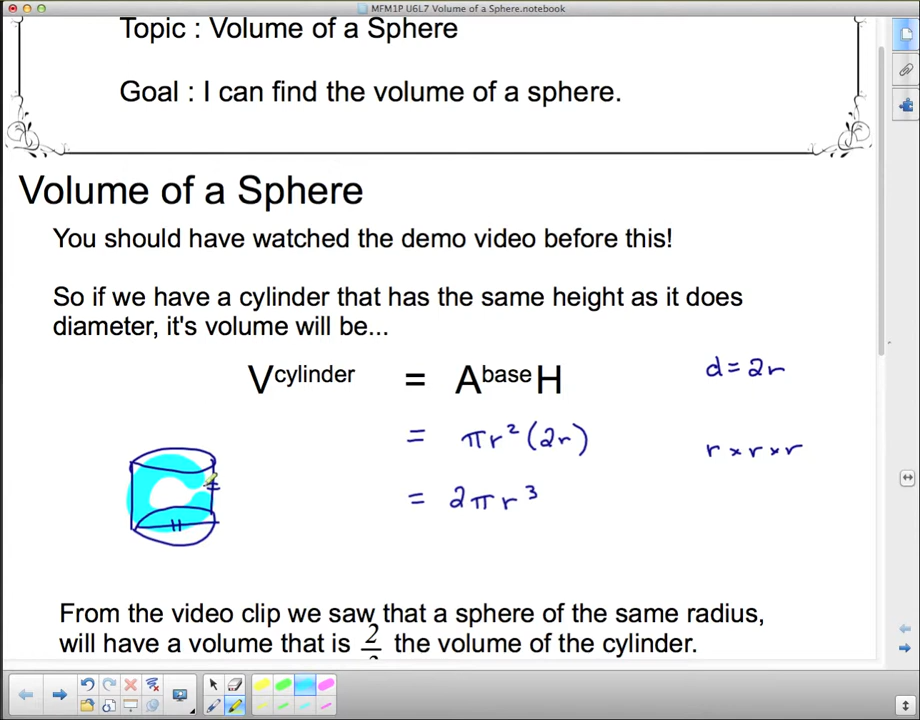 MFM1P U6L7 Volume of a Sphere.notebook
Topic : Volume of a Sphere
Goal : I can find the volume of a sphere.
Volume of a Sphere
You should have watched the demo video before this!
So if we have a cylinder that has the same height as it does
diameter, it's volume will be...
Vcylinder = AbaseH
d = 2r
= πr²(2r)
r × r × r
= 2πr³
From the video clip we saw that a sphere of the same radius,
will have a volume that is 2 the volume of the cylinder.